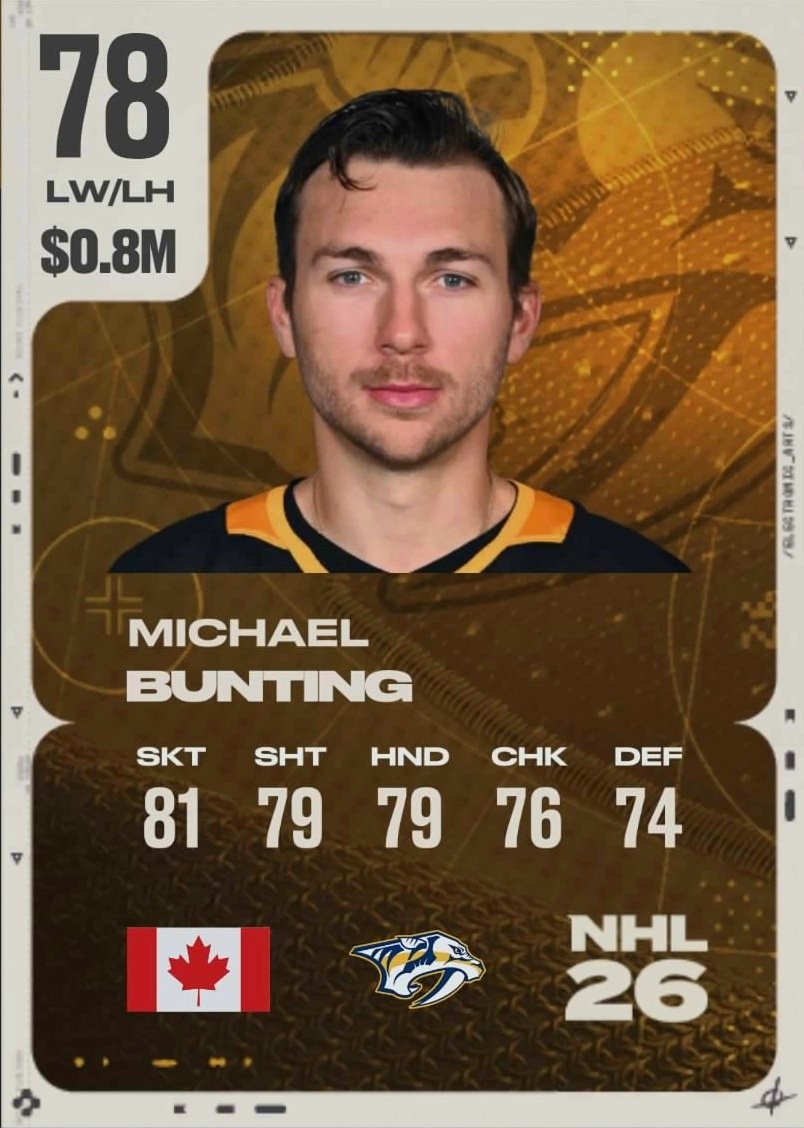 78
LW/LH
$0.8M
/ELECTRONIC_ARTS/
MICHAEL
BUNTING
SKT SHT HND CHK DEF
81 79 79 76 74
NHL
26